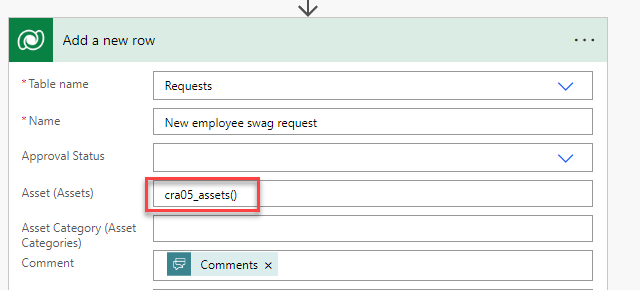 Add a new row
* Table name
Requests
* Name
New employee swag request
Approval Status
Asset (Assets)
cra05_assets()
Asset Category (Asset
Categories)
Comment
Comments ×